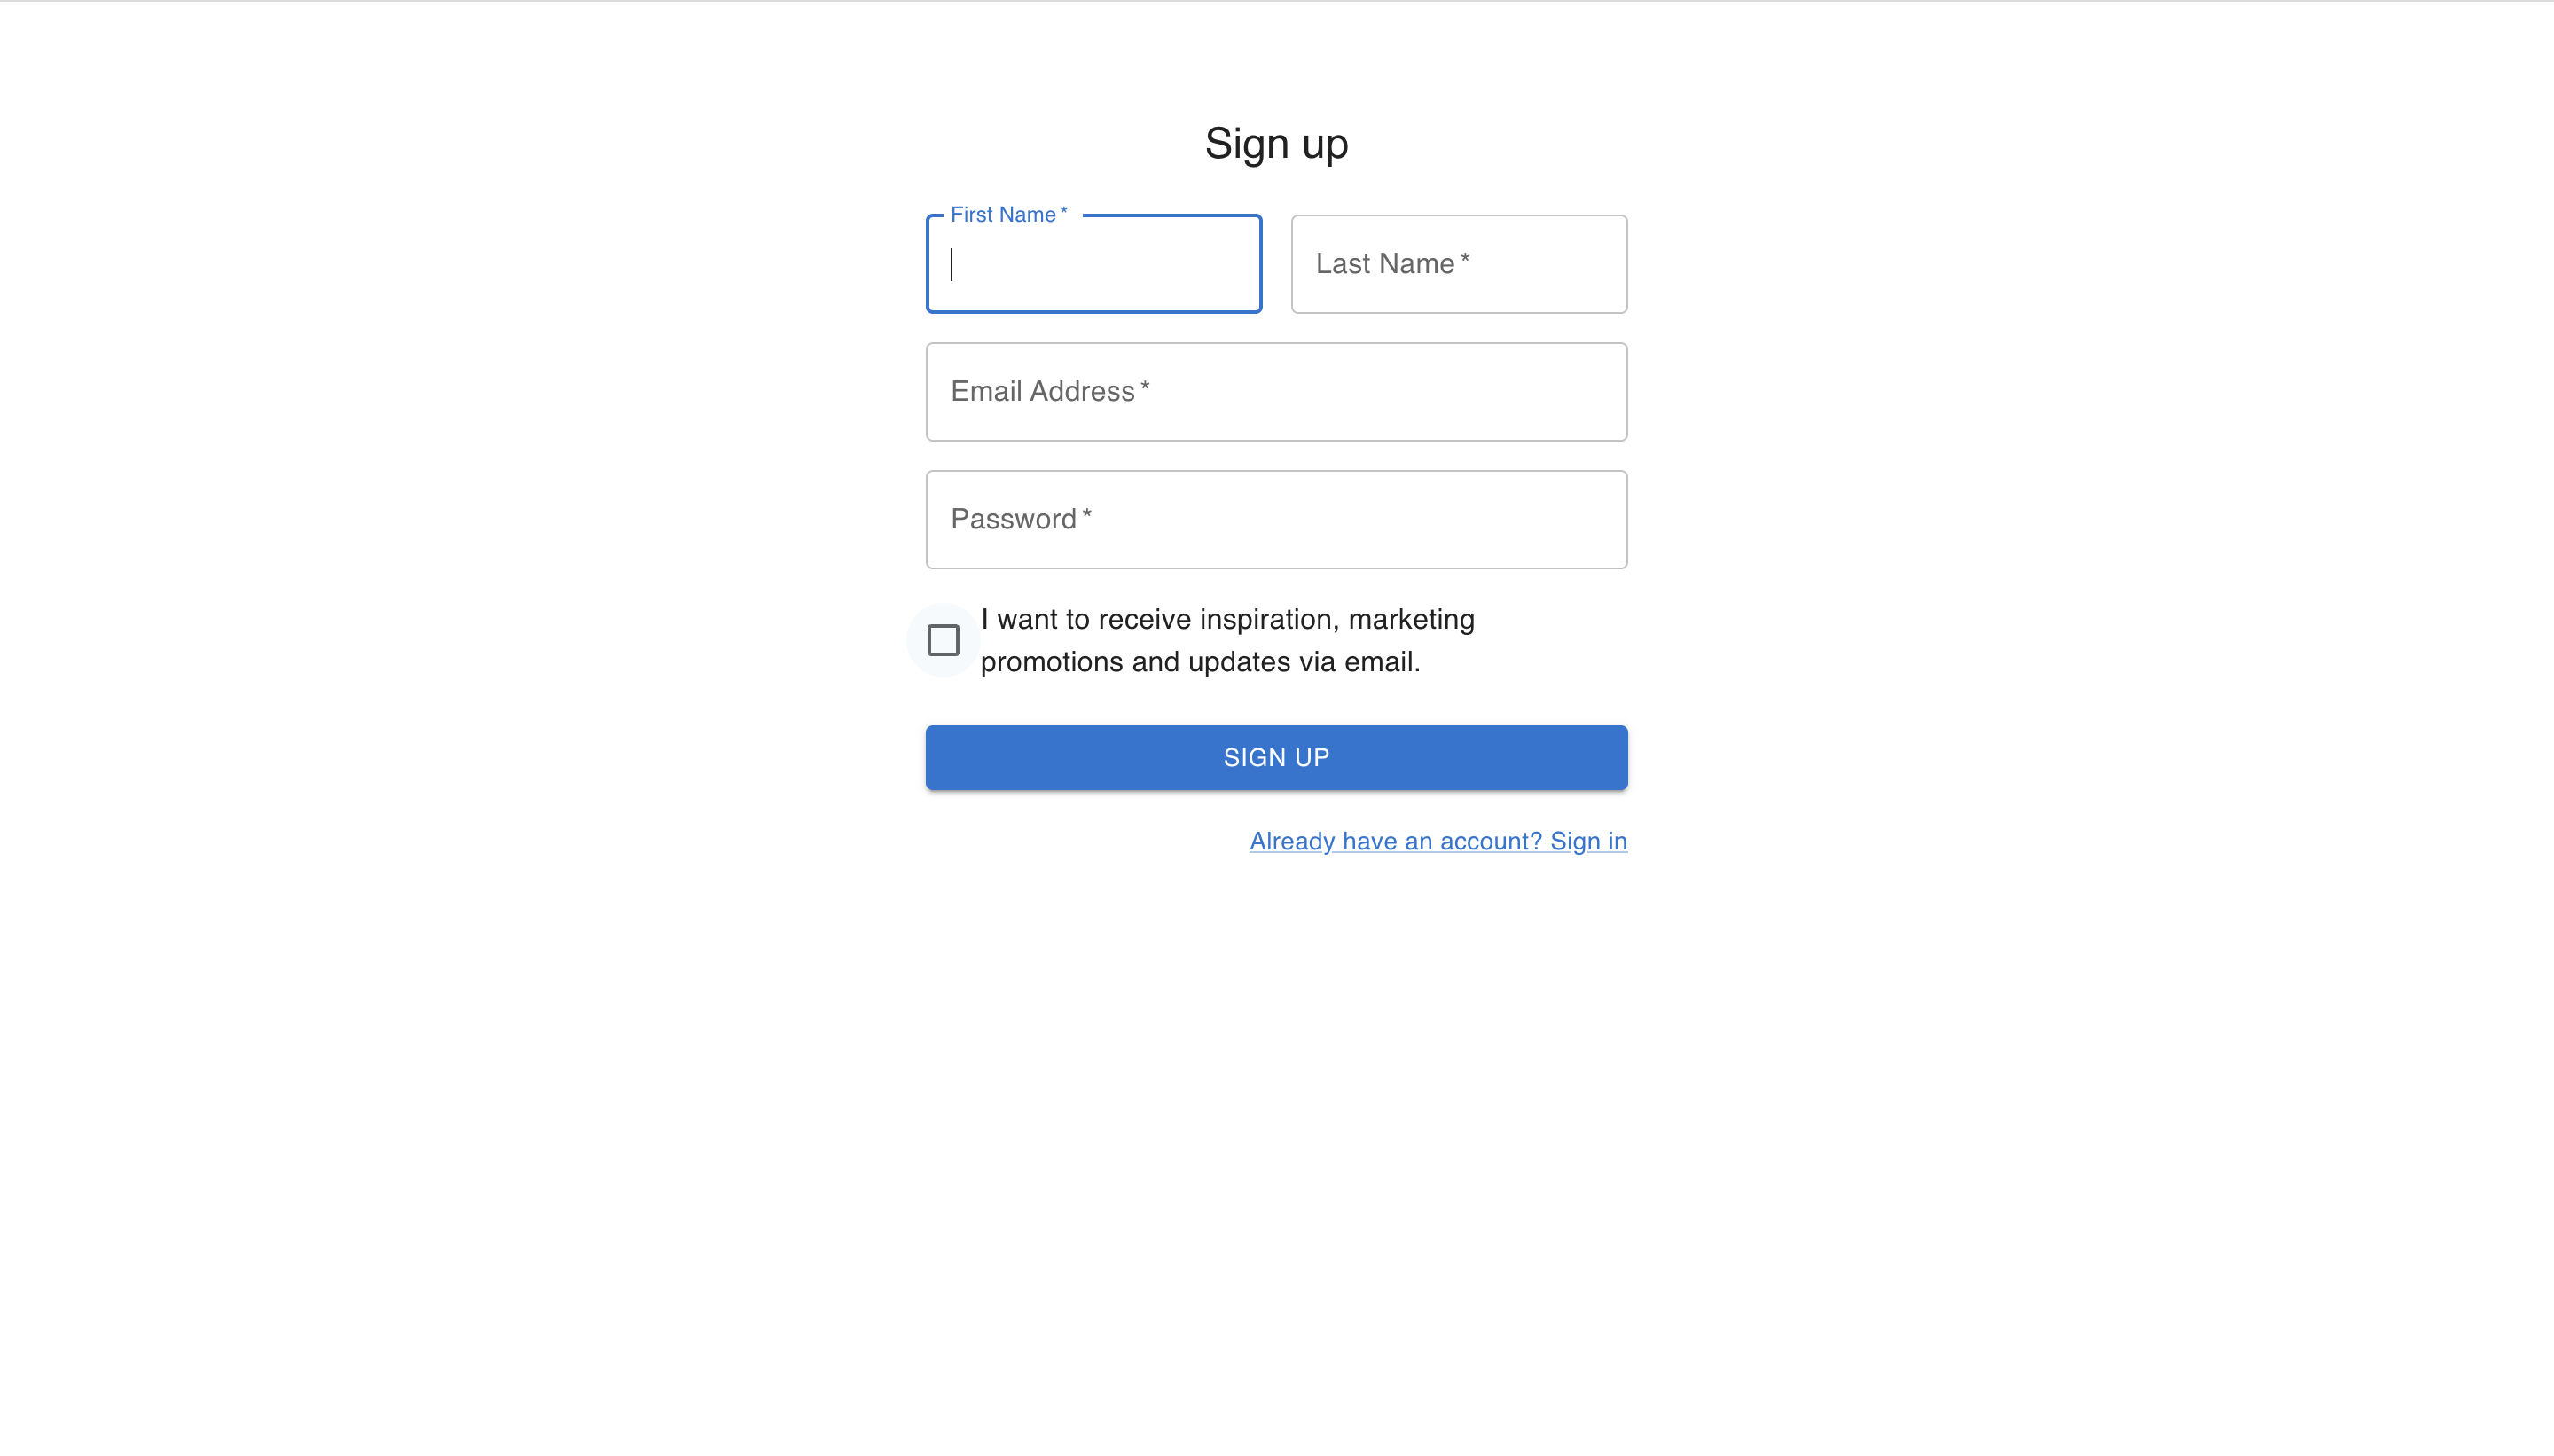 Sign up
First Name *
Last Name *
Email Address *
Password *
I want to receive inspiration, marketing
promotions and updates via email.
SIGN UP
Already have an account? Sign in